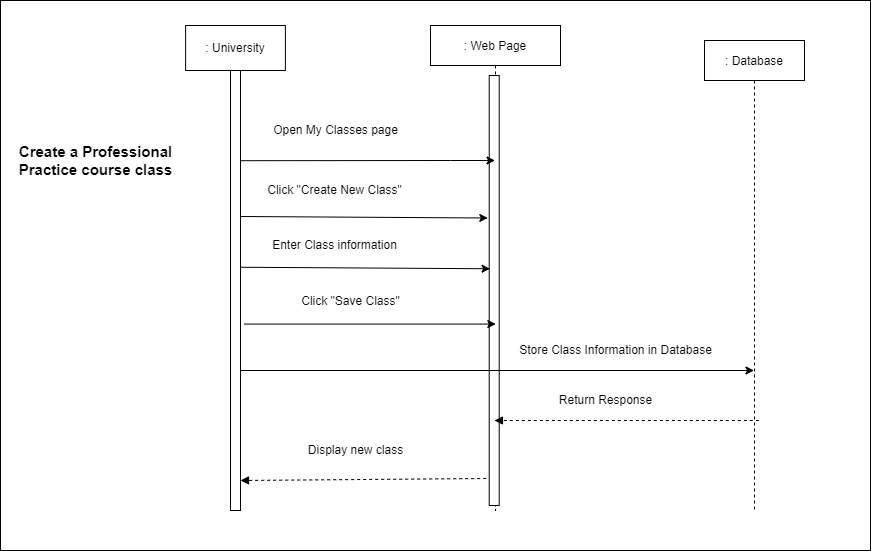 : University
: Web Page
: Database
Open My Classes page
Create a Professional
Practice course class
Click "Create New Class"
Enter Class information
Click "Save Class"
Store Class Information in Database
Return Response
Display new class